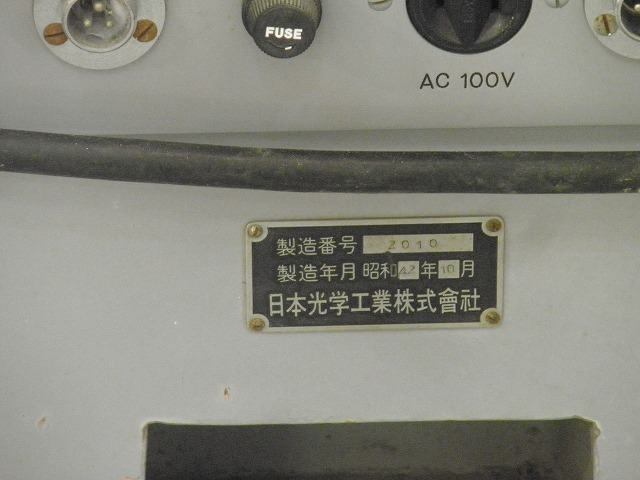 FUSE
AC 100V
製造番号 2010
製造年月 昭和42年10月
日本光学工業株式會社